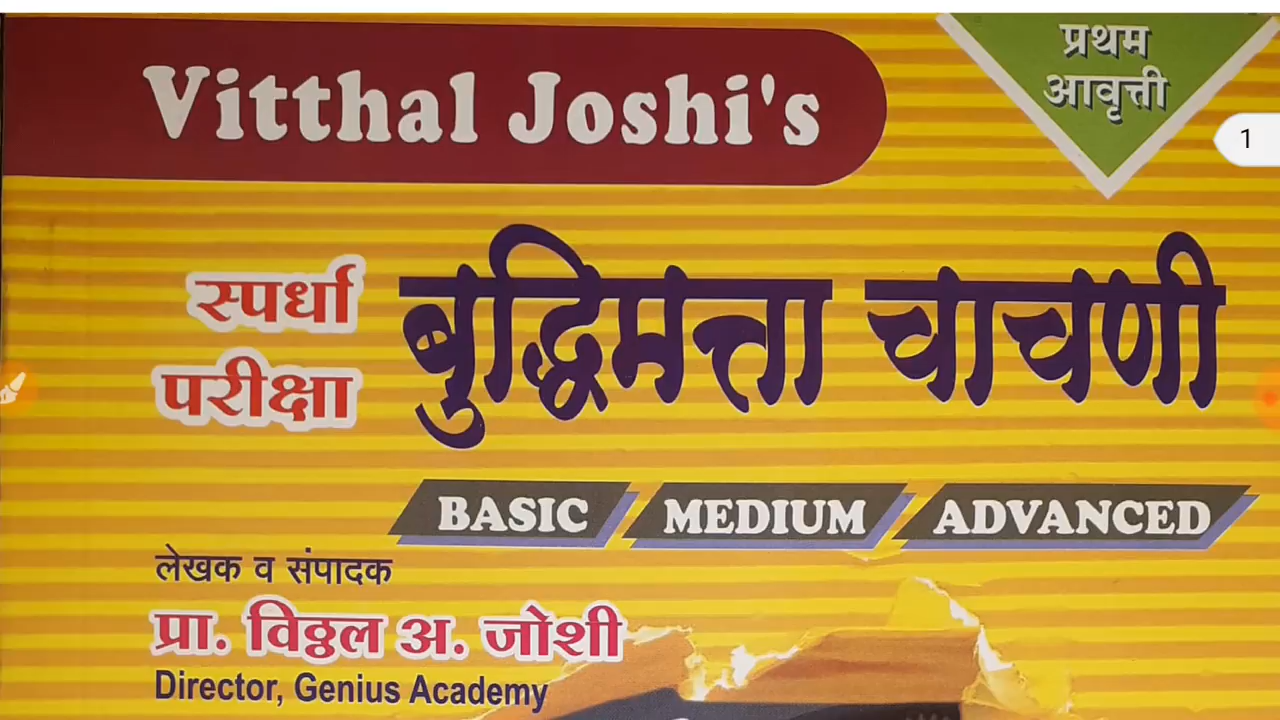 Vitthal Joshi's
प्रथम
आवृत्ती
1
स्पर्धा
परीक्षा
बुद्धिमत्ता चाचणी
BASIC MEDIUM ADVANCED
लेखक व संपादक
प्रा. विठ्ठल अ. जोशी
Director, Genius Academy